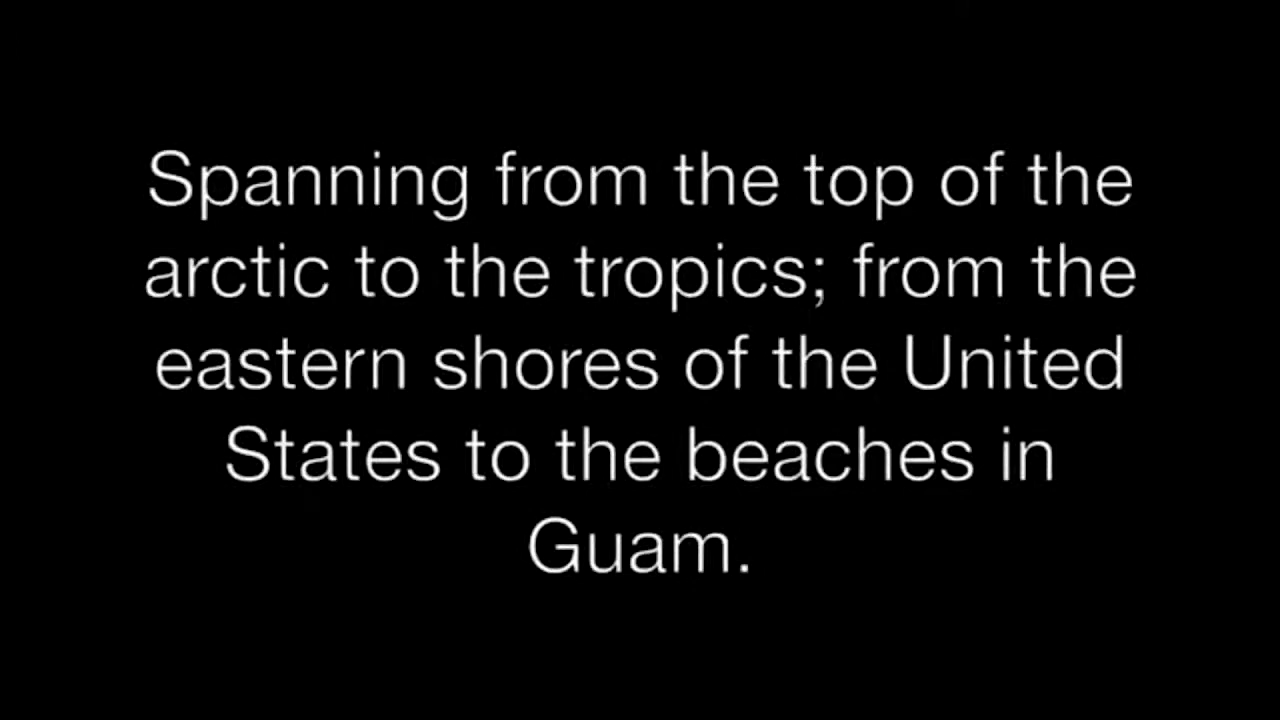 Spanning from the top of the
arctic to the tropics; from the
eastern shores of the United
States to the beaches in
Guam.